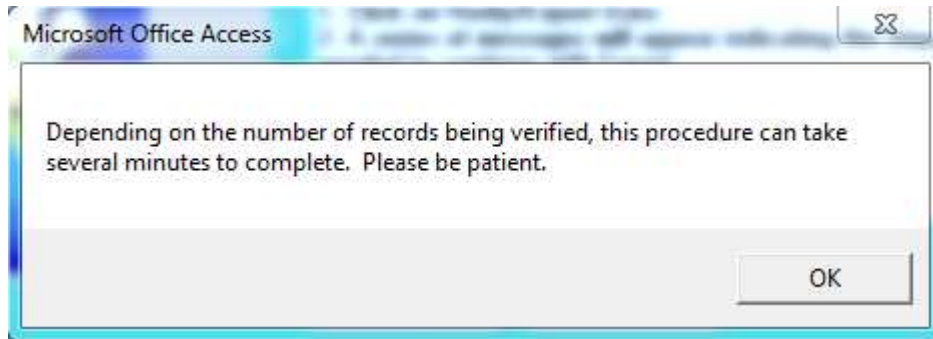 Microsoft Office Access
Depending on the number of records being verified, this procedure can take
several minutes to complete.  Please be patient.
OK